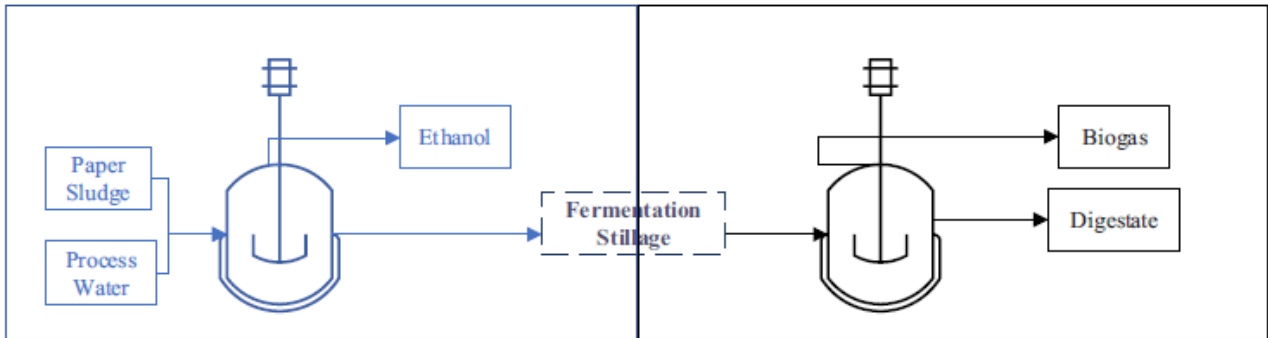 Paper
Sludge
Process
Water
Ethanol
Fermentation
Stillage
Biogas
Digestate